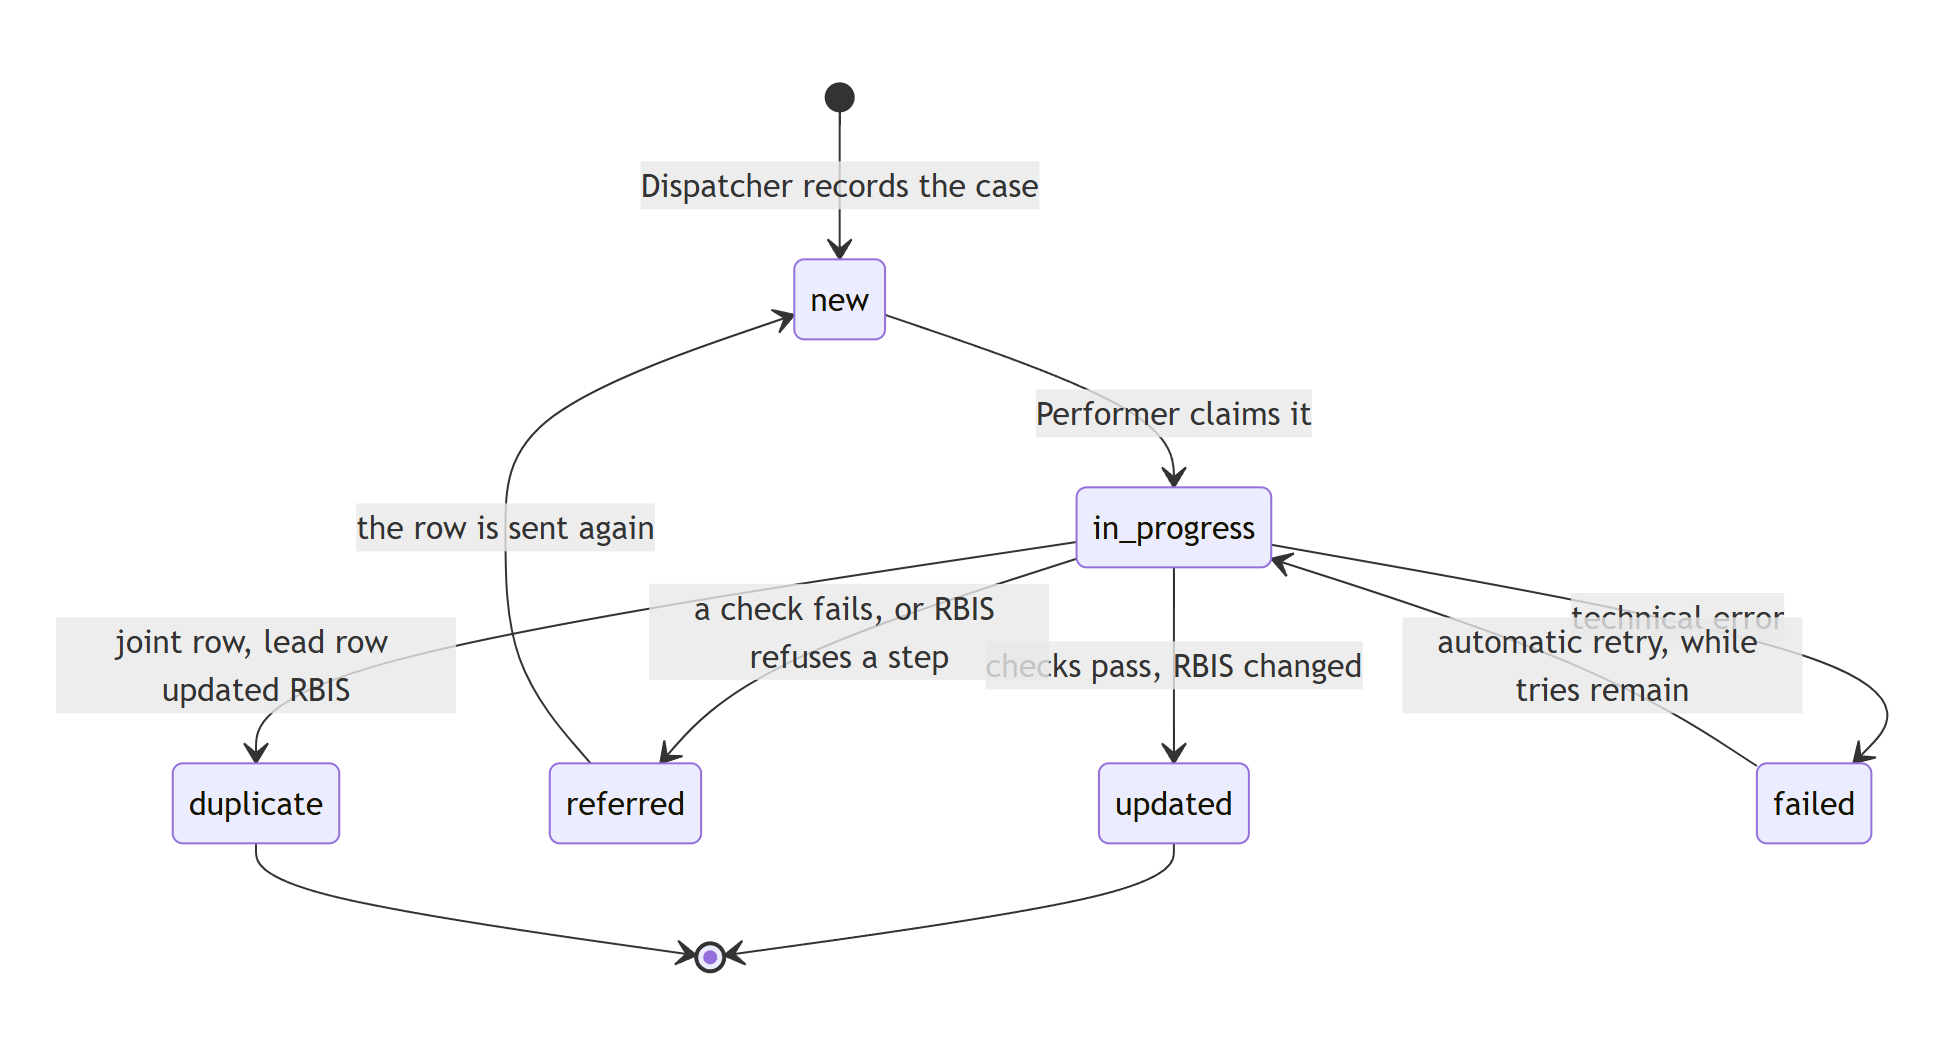 Dispatcher records the case
new
Performer claims it
the row is sent again
in_progress
a check fails, or RBIS
refuses a step
technical error
joint row, lead row
updated RBIS
checks pass, RBIS changed
automatic retry, while
tries remain
duplicate
referred
updated
failed